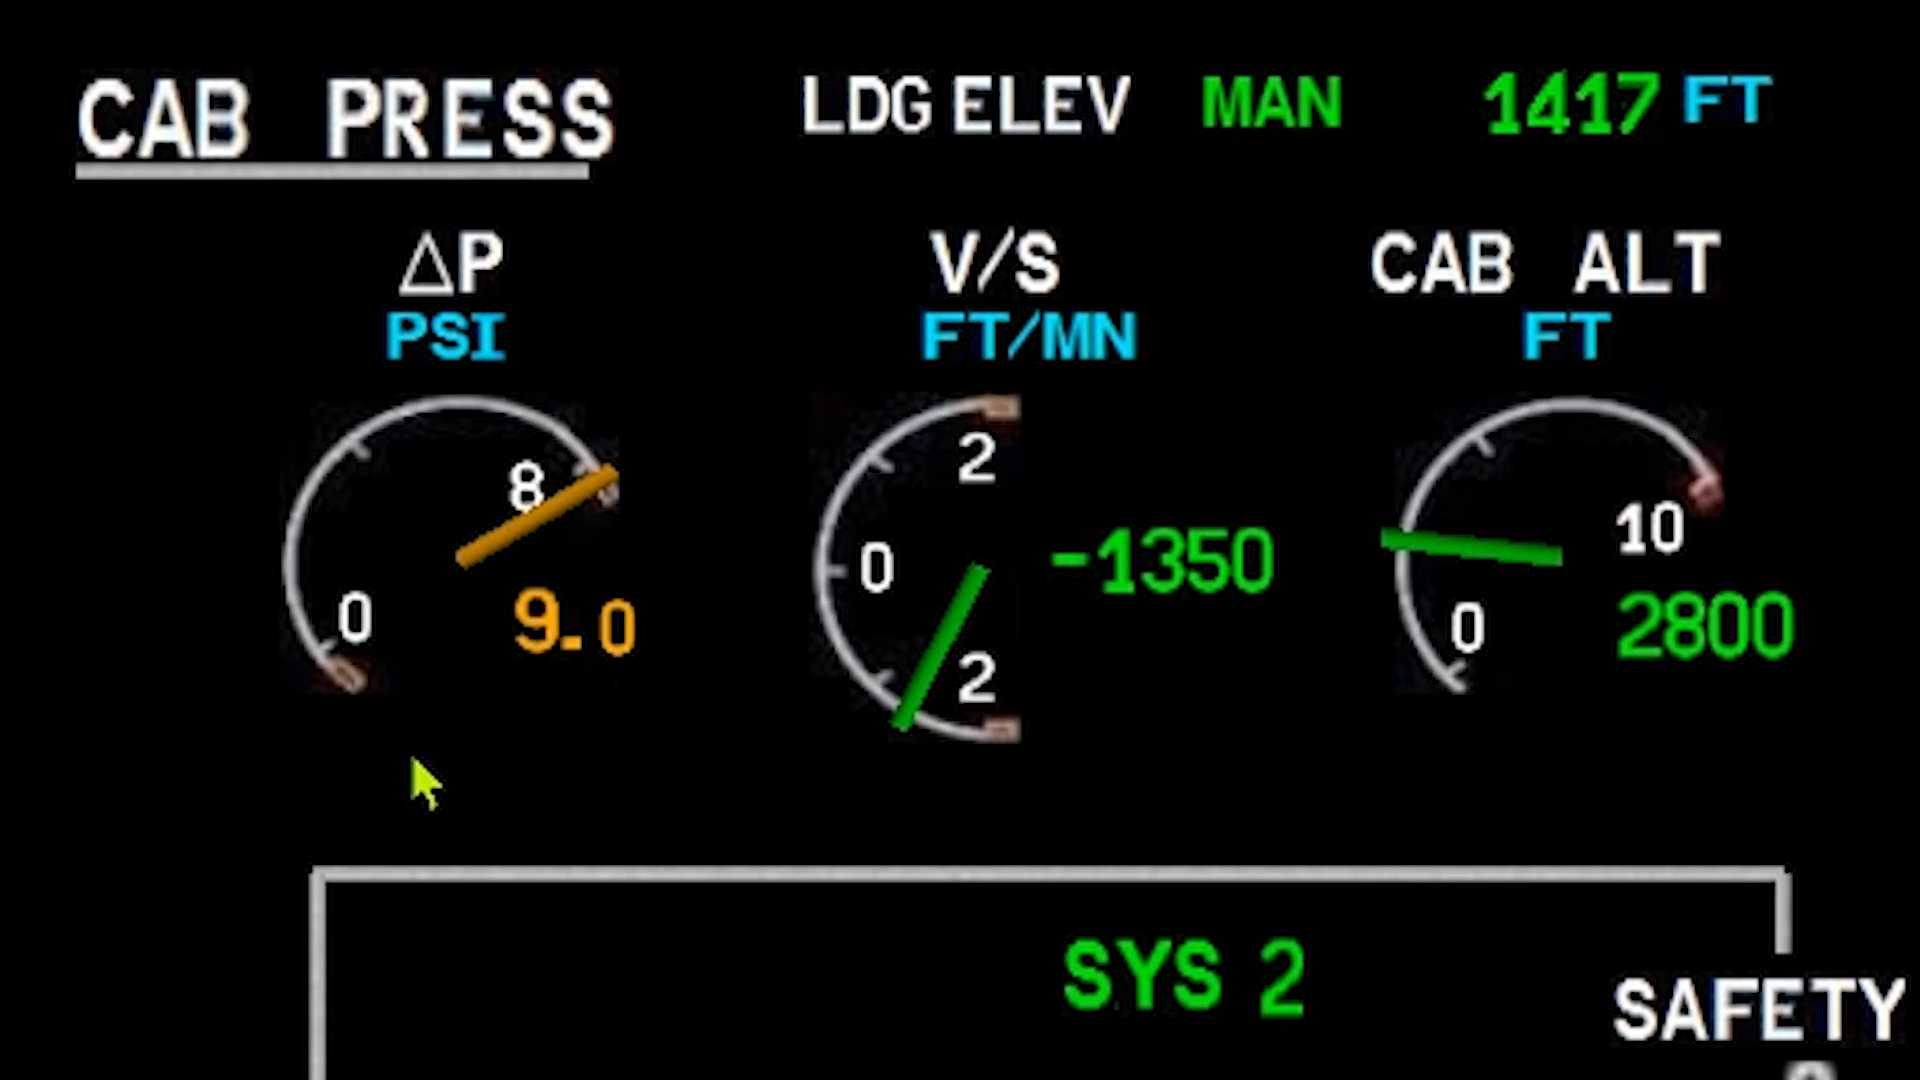 CAB PRESS LDG ELEV MAN 1417 FT
ΔP V/S CAB ALT
PSI FT/MN FT
8 2 10
0 0 0
9.0 -1350 2800
2
SYS 2
SAFETY